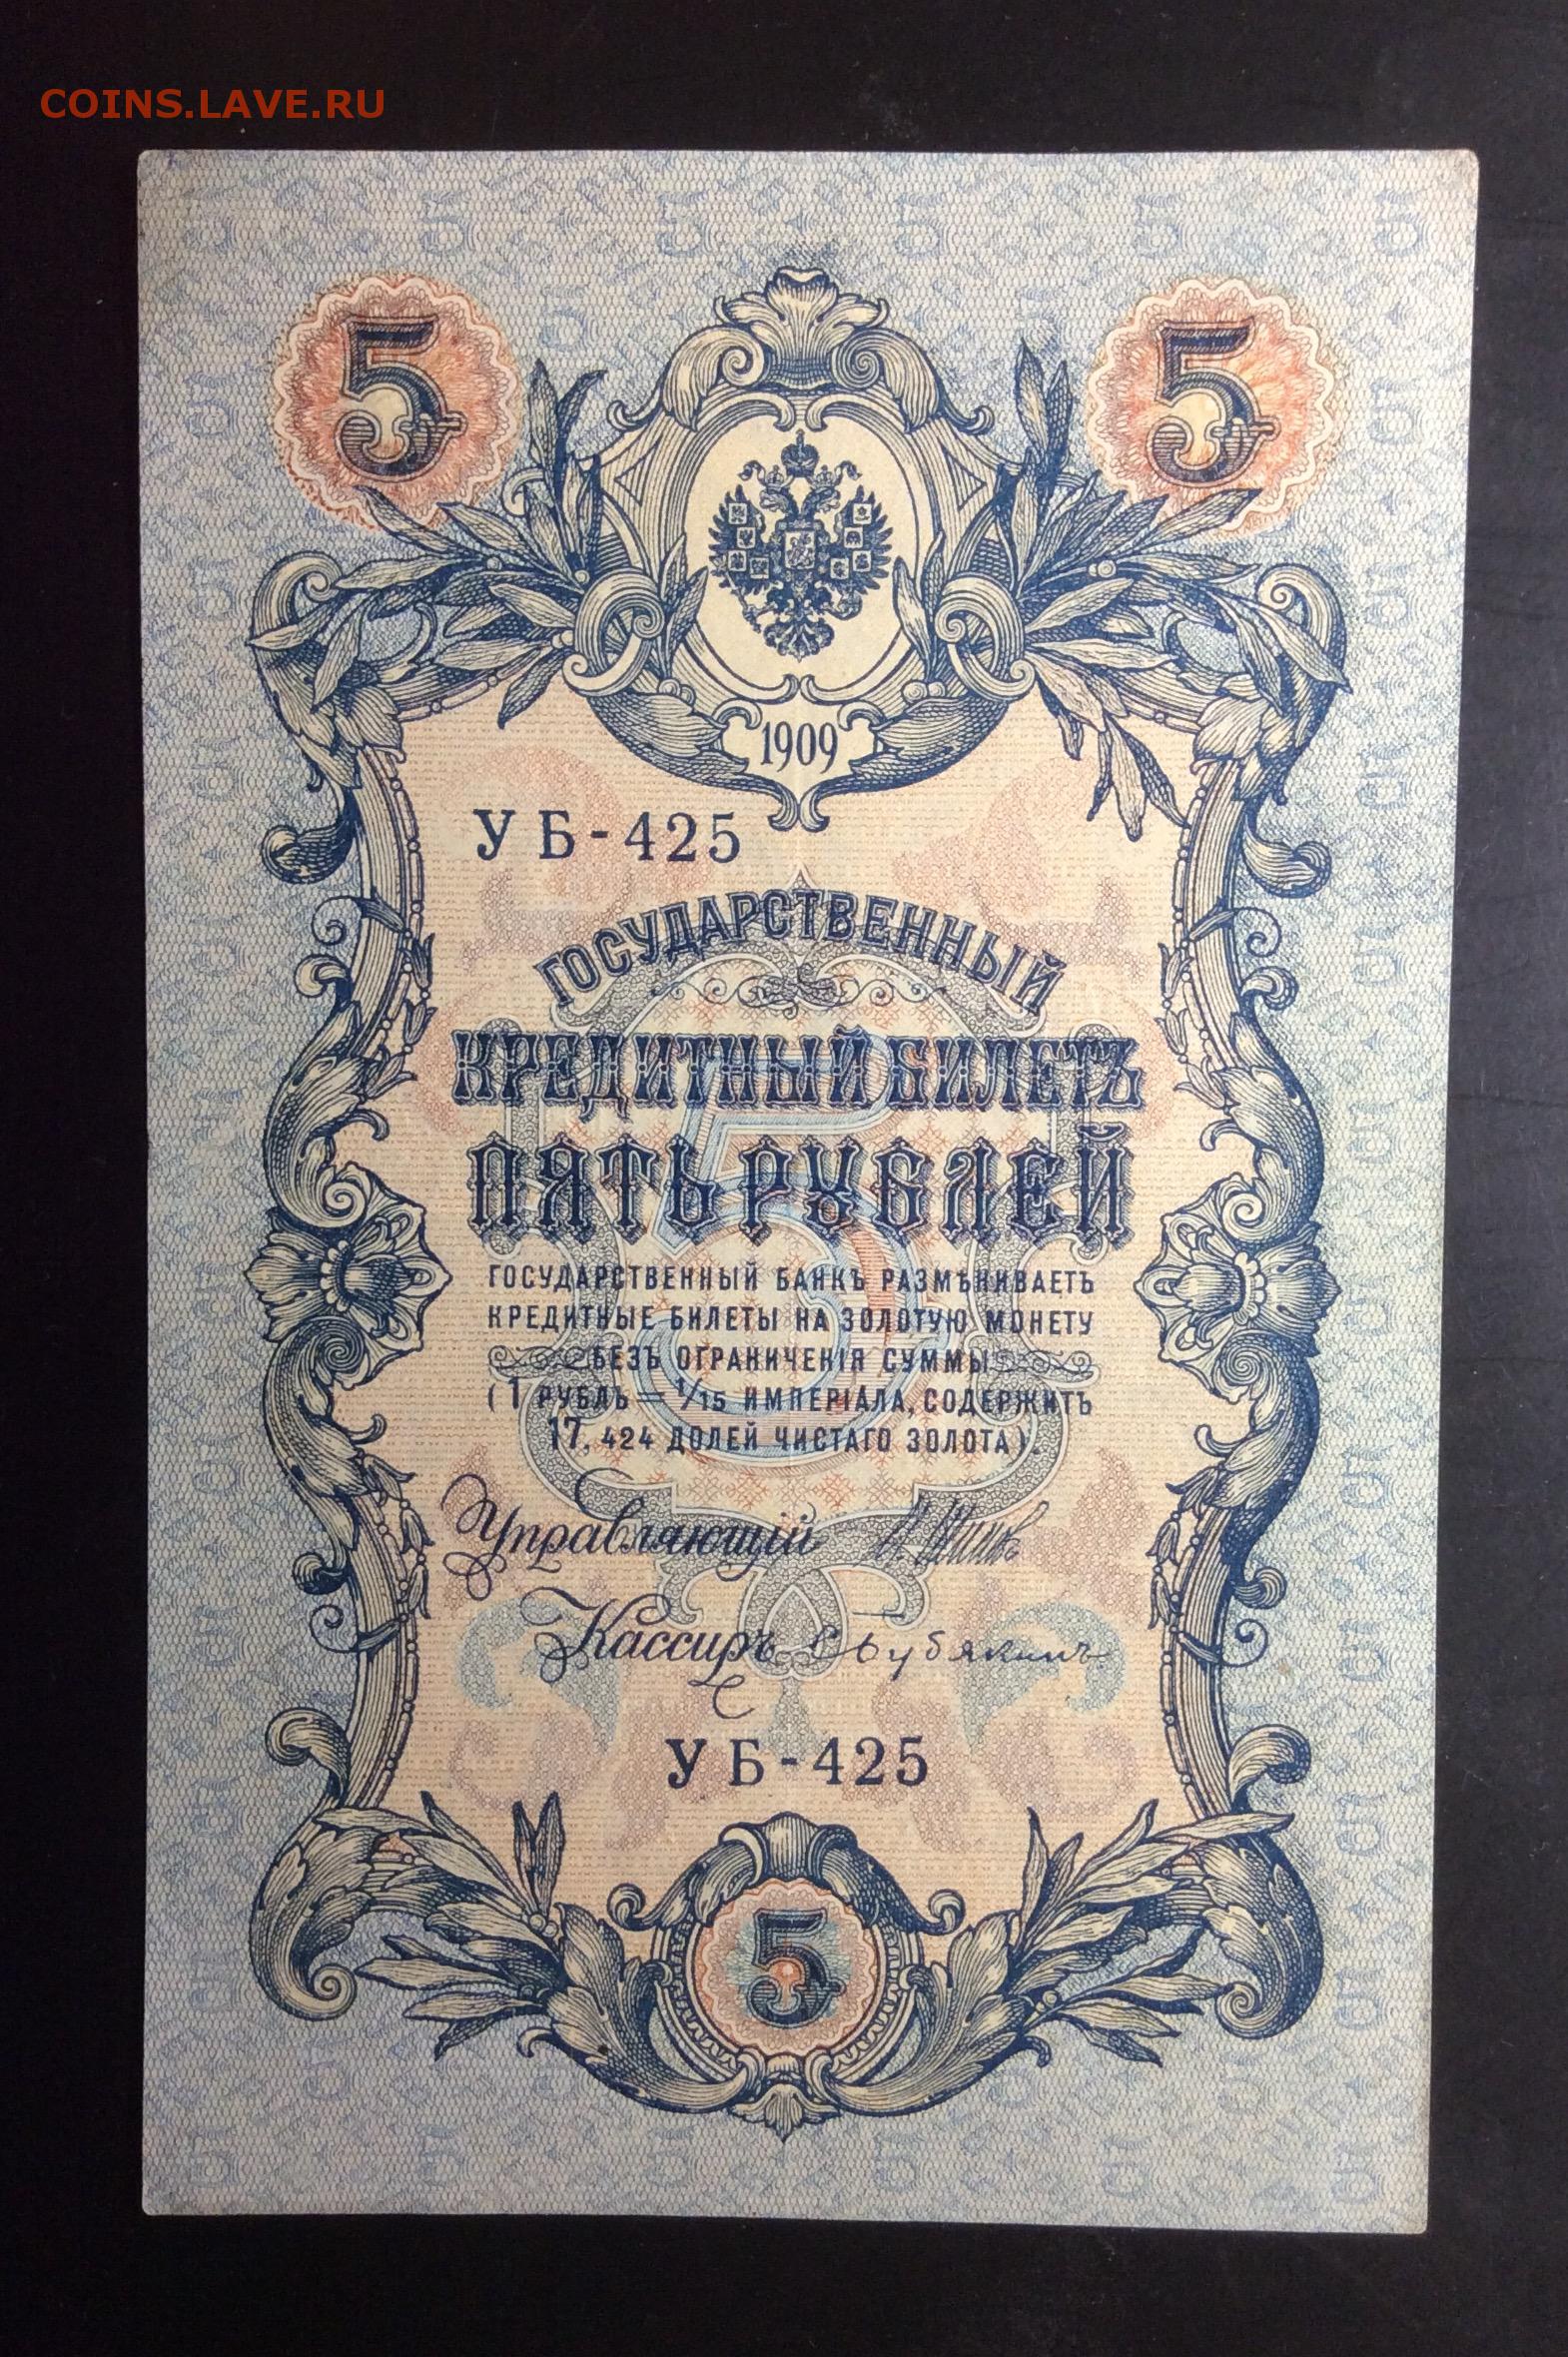 COINS.LAVE.RU
5 5
1909
УБ-425
ГОСУДАРСТВЕННЫЙ
КРЕДИТНЫЙ БИЛЕТЪ
ПЯТЬ РУБЛЕЙ
ГОСУДАРСТВЕННЫЙ БАНКЪ РАЗМѢНИВАЕТЪ
КРЕДИТНЫЕ БИЛЕТЫ НА ЗОЛОТУЮ МОНЕТУ
БЕЗЪ ОГРАНИЧЕНІЯ СУММЫ
(1 РУБЛЬ = 1/15 ИМПЕРІАЛА, СОДЕРЖИТЪ
17,424 ДОЛЕЙ ЧИСТАГО ЗОЛОТА).
Управляющій И. Шиповъ
Кассиръ С Бубякинъ
УБ-425
5